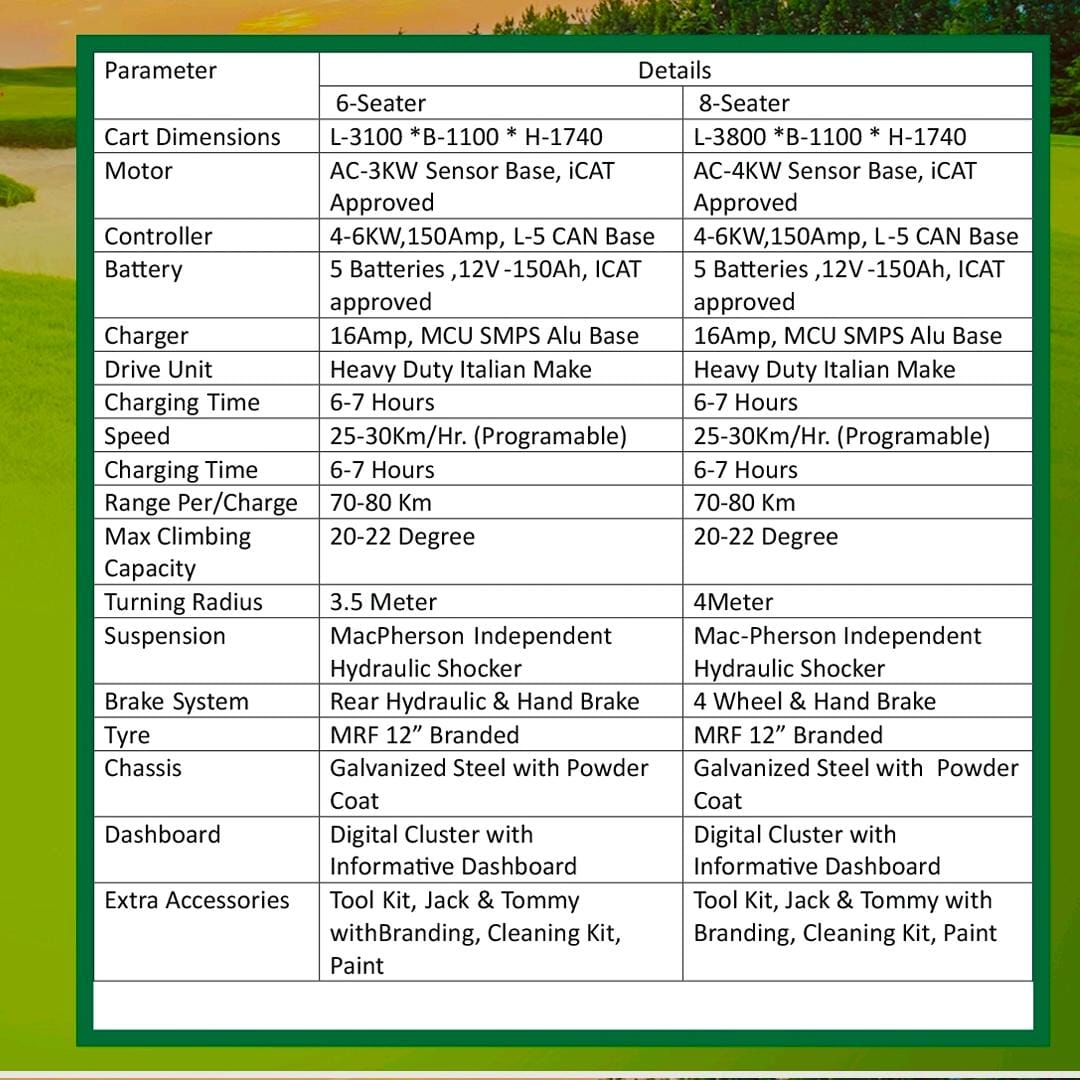 Parameter Details
6-Seater 8-Seater
Cart Dimensions L-3100 *B-1100 * H-1740 L-3800 *B-1100 * H-1740
Motor AC-3KW Sensor Base, iCAT AC-4KW Sensor Base, iCAT
Approved Approved
Controller 4-6KW,150Amp, L-5 CAN Base 4-6KW,150Amp, L-5 CAN Base
Battery 5 Batteries ,12V-150Ah, ICAT 5 Batteries ,12V-150Ah, ICAT
approved approved
Charger 16Amp, MCU SMPS Alu Base 16Amp, MCU SMPS Alu Base
Drive Unit Heavy Duty Italian Make Heavy Duty Italian Make
Charging Time 6-7 Hours 6-7 Hours
Speed 25-30Km/Hr. (Programable) 25-30Km/Hr. (Programable)
Charging Time 6-7 Hours 6-7 Hours
Range Per/Charge 70-80 Km 70-80 Km
Max Climbing 20-22 Degree 20-22 Degree
Capacity
Turning Radius 3.5 Meter 4Meter
Suspension MacPherson Independent Mac-Pherson Independent
Hydraulic Shocker Hydraulic Shocker
Brake System Rear Hydraulic & Hand Brake 4 Wheel & Hand Brake
Tyre MRF 12” Branded MRF 12” Branded
Chassis Galvanized Steel with Powder Galvanized Steel with Powder
Coat Coat
Dashboard Digital Cluster with Digital Cluster with
Informative Dashboard Informative Dashboard
Extra Accessories Tool Kit, Jack & Tommy Tool Kit, Jack & Tommy with
withBranding, Cleaning Kit, Branding, Cleaning Kit, Paint
Paint